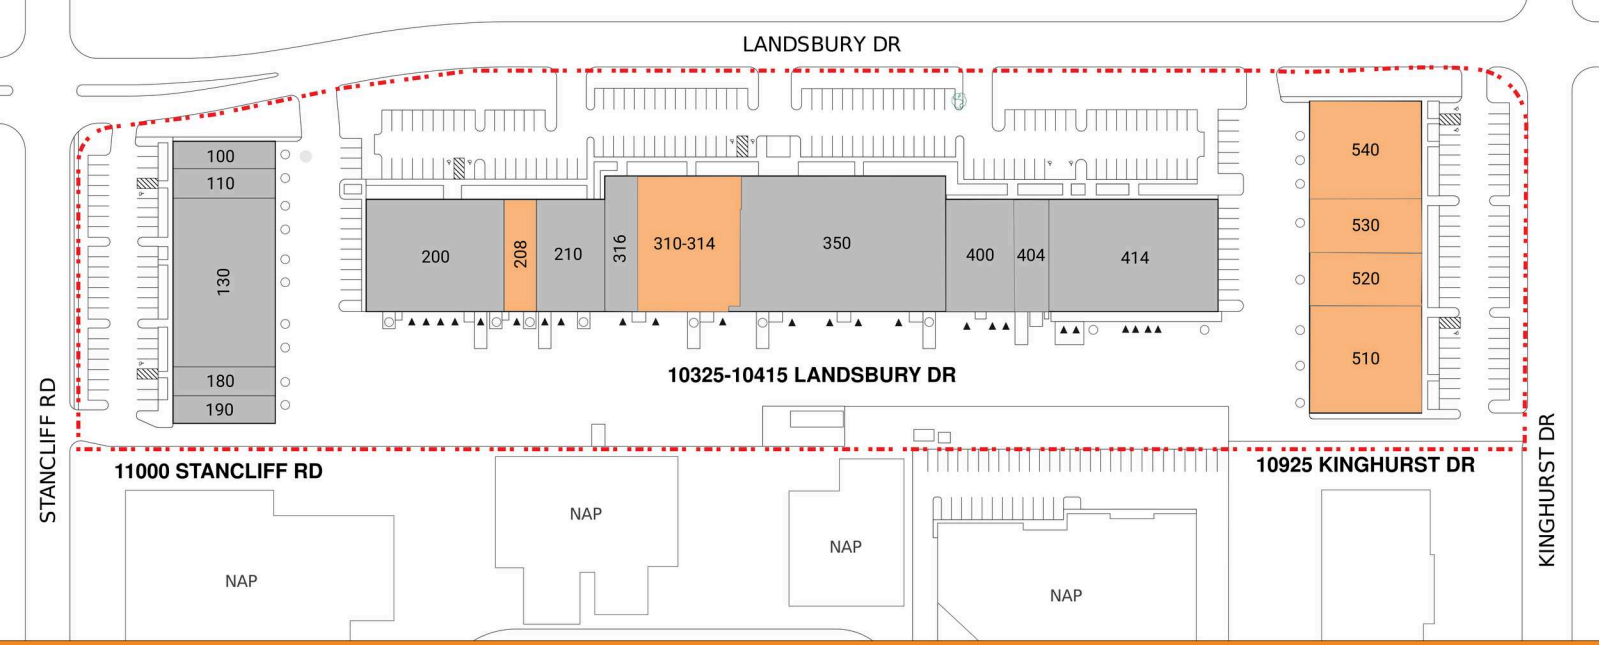 LANDSBURY DR
100
110
130
180
190
200
208
210
316
310-314
350
400
404
414
540
530
520
510
10325-10415 LANDSBURY DR
STANCLIFF RD
11000 STANCLIFF RD
10925 KINGHURST DR
KINGHURST DR
NAP
NAP
NAP
NAP